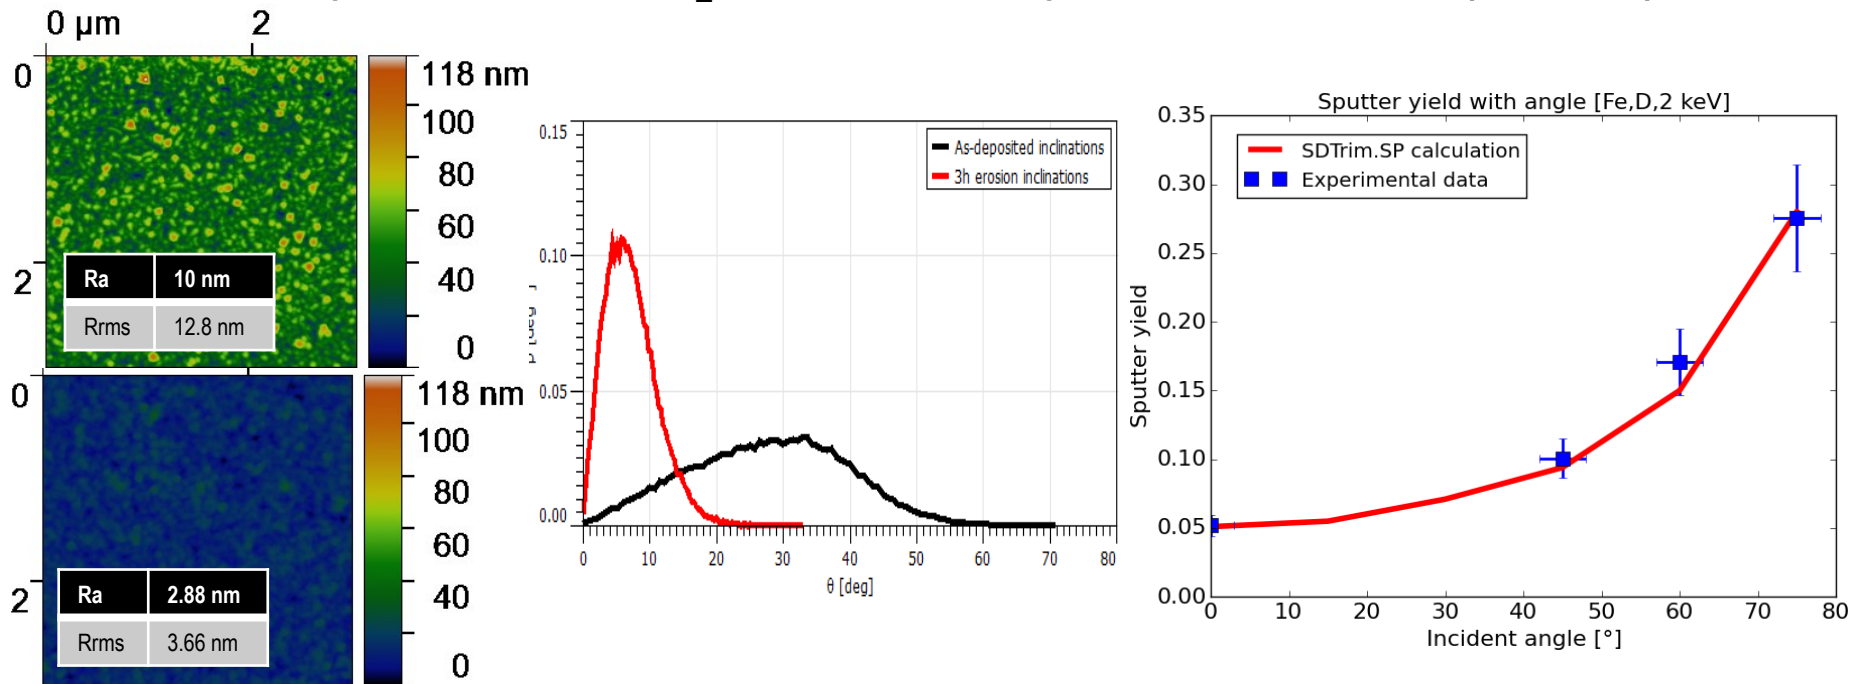 0 µm 2
0
2
118 nm
100
80
60
40
0
Ra 10 nm
Rrms 12.8 nm
0
2
118 nm
100
80
60
40
0
Ra 2.88 nm
Rrms 3.66 nm
0.15
0.10
0.05
0.00
As-deposited inclinations
3h erosion inclinations
0 10 20 30 40 50 60 70 80
θ [deg]
Sputter yield with angle [Fe,D,2 keV]
SDTrim.SP calculation
Experimental data
Sputter yield
0.35
0.30
0.25
0.20
0.15
0.10
0.05
0.00
0 10 20 30 40 50 60 70 80
Incident angle [°]